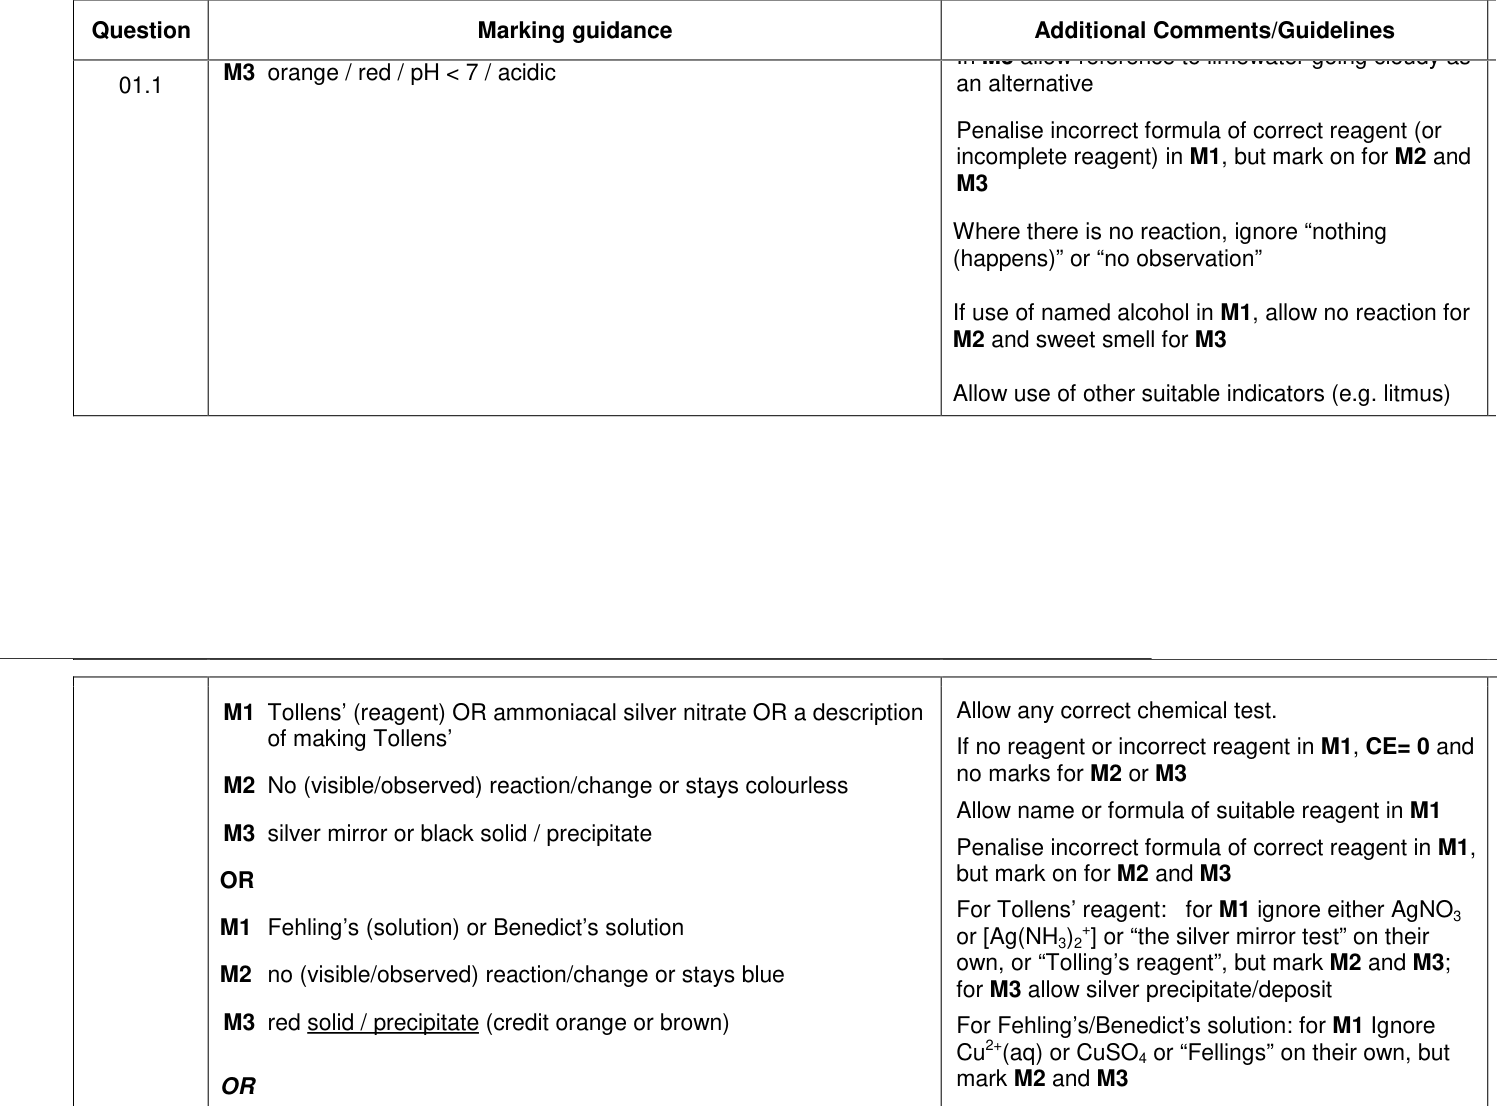 Question
Marking guidance
Additional Comments/Guidelines
01.1
M3 orange / red / pH < 7 / acidic
In M3 allow reference to limewater going cloudy as
an alternative
Penalise incorrect formula of correct reagent (or
incomplete reagent) in M1, but mark on for M2 and
M3
Where there is no reaction, ignore “nothing
(happens)” or “no observation”
If use of named alcohol in M1, allow no reaction for
M2 and sweet smell for M3
Allow use of other suitable indicators (e.g. litmus)
M1 Tollens’ (reagent) OR ammoniacal silver nitrate OR a description
of making Tollens’
M2 No (visible/observed) reaction/change or stays colourless
M3 silver mirror or black solid / precipitate
OR
M1 Fehling’s (solution) or Benedict’s solution
M2 no (visible/observed) reaction/change or stays blue
M3 red solid / precipitate (credit orange or brown)
OR
Allow any correct chemical test.
If no reagent or incorrect reagent in M1, CE= 0 and
no marks for M2 or M3
Allow name or formula of suitable reagent in M1
Penalise incorrect formula of correct reagent in M1,
but mark on for M2 and M3
For Tollens’ reagent: for M1 ignore either AgNO₃
or [Ag(NH₃)₂⁺] or “the silver mirror test” on their
own, or “Tolling’s reagent”, but mark M2 and M3;
for M3 allow silver precipitate/deposit
For Fehling’s/Benedict’s solution: for M1 Ignore
Cu²⁺(aq) or CuSO₄ or “Fellings” on their own, but
mark M2 and M3